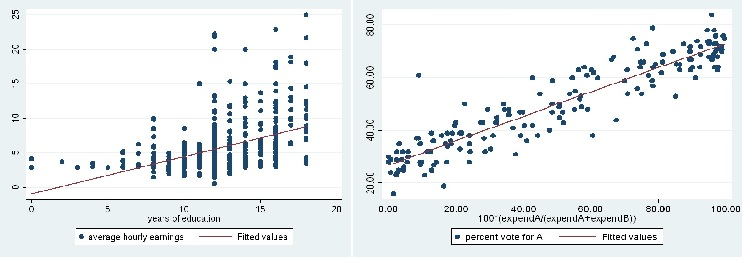 25
20
15
10
5
0
0 5 10 15 20
years of education
average hourly earnings Fitted values
80.00
60.00
40.00
20.00
0.00 20.00 40.00 60.00 80.00 100.00
100*(expendA/(expendA+expendB))
percent vote for A Fitted values